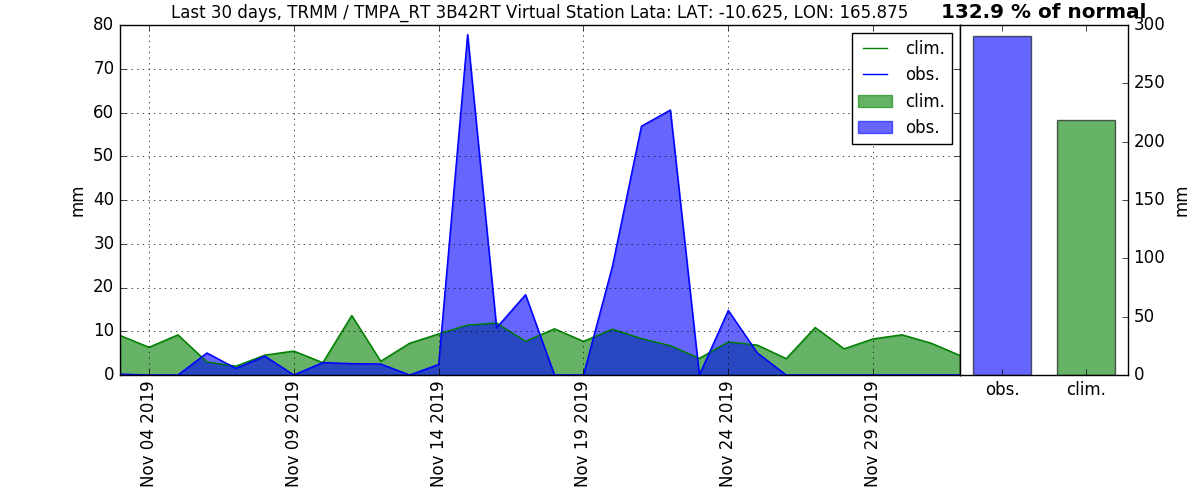 Last 30 days, TRMM / TMPA_RT 3B42RT Virtual Station Lata: LAT: -10.625, LON: 165.875
132.9 % of normal
80
70
60
50
40
30
20
10
0
mm
clim.
obs.
clim.
obs.
Nov 04 2019
Nov 09 2019
Nov 14 2019
Nov 19 2019
Nov 24 2019
Nov 29 2019
300
250
200
150
100
50
0
mm
obs.
clim.